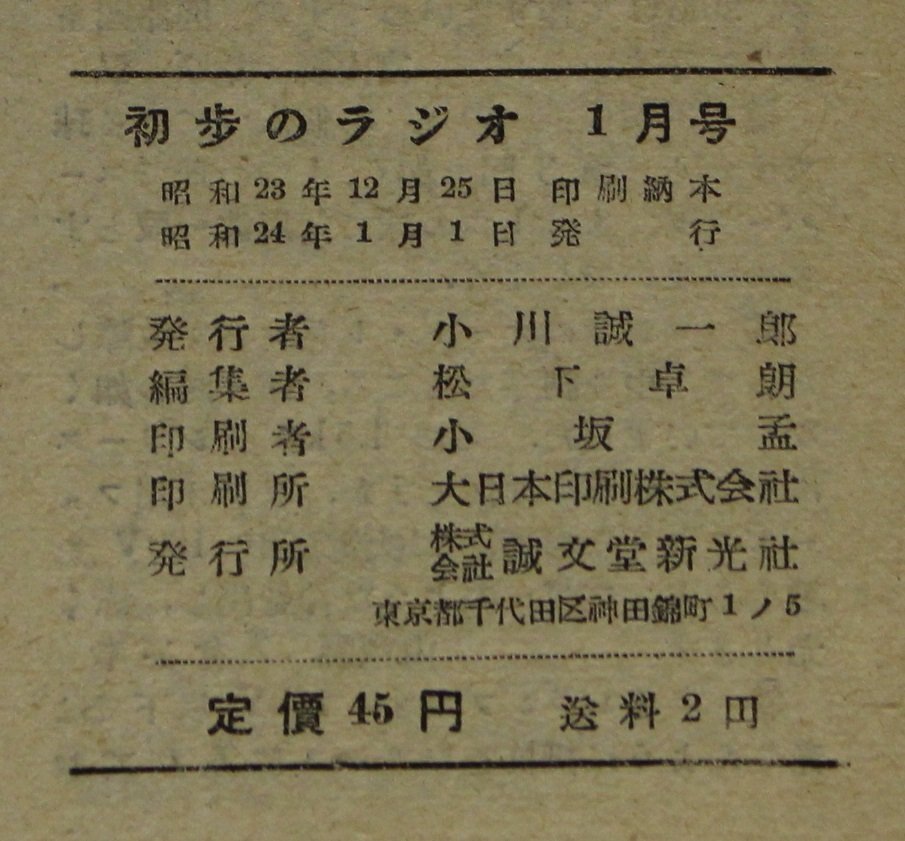 初歩のラジオ 1月号
昭和23年12月25日 印刷納本
昭和24年1月1日 発行
発行者 小川誠一郎
編集者 松下卓朗
印刷者 小坂孟
印刷所 大日本印刷株式会社
発行所 株式会社 誠文堂新光社
東京都千代田区神田錦町1ノ5
定價45円 送料2円